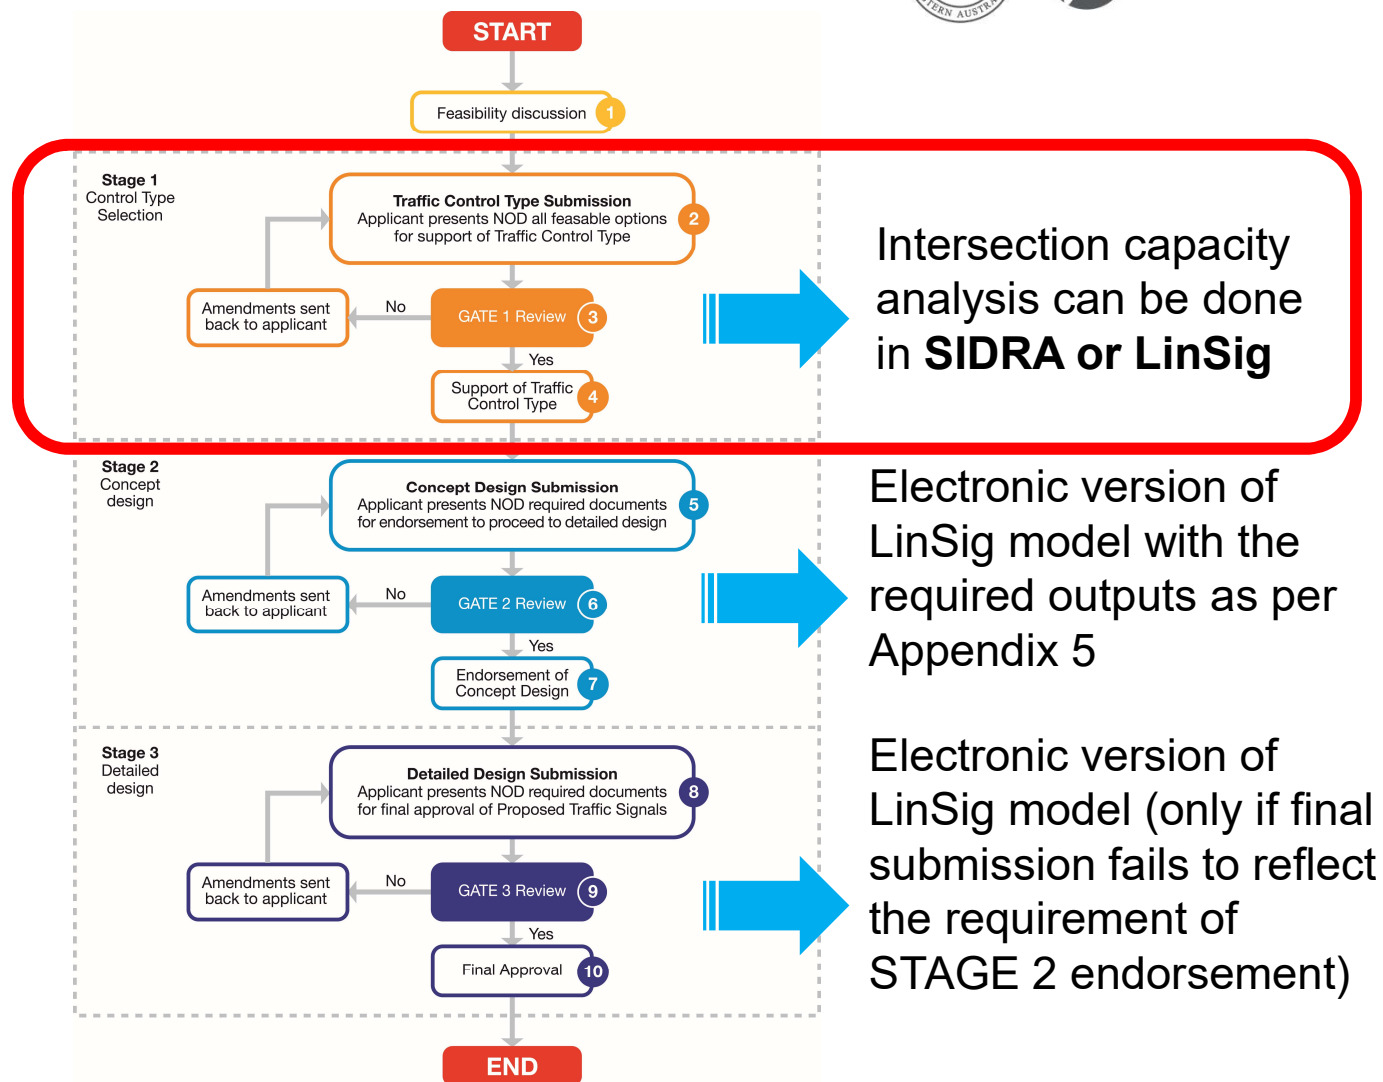 TERN AUSTRA
START
Feasibility discussion 1
Stage 1
Control Type
Selection
Traffic Control Type Submission
Applicant presents NOD all feasable options
for support of Traffic Control Type
2
Amendments sent
back to applicant
No
GATE 1 Review 3
Yes
Support of Traffic
Control Type
4
Intersection capacity
analysis can be done
in SIDRA or LinSig
Stage 2
Concept
design
Concept Design Submission
Applicant presents NOD required documents
for endorsement to proceed to detailed design
5
Amendments sent
back to applicant
No
GATE 2 Review 6
Yes
Endorsement of
Concept Design
7
Electronic version of
LinSig model with the
required outputs as per
Appendix 5
Stage 3
Detailed
design
Detailed Design Submission
Applicant presents NOD required documents
for final approval of Proposed Traffic Signals
8
Amendments sent
back to applicant
No
GATE 3 Review 9
Yes
Final Approval 10
Electronic version of
LinSig model (only if final
submission fails to reflect
the requirement of
STAGE 2 endorsement)
END